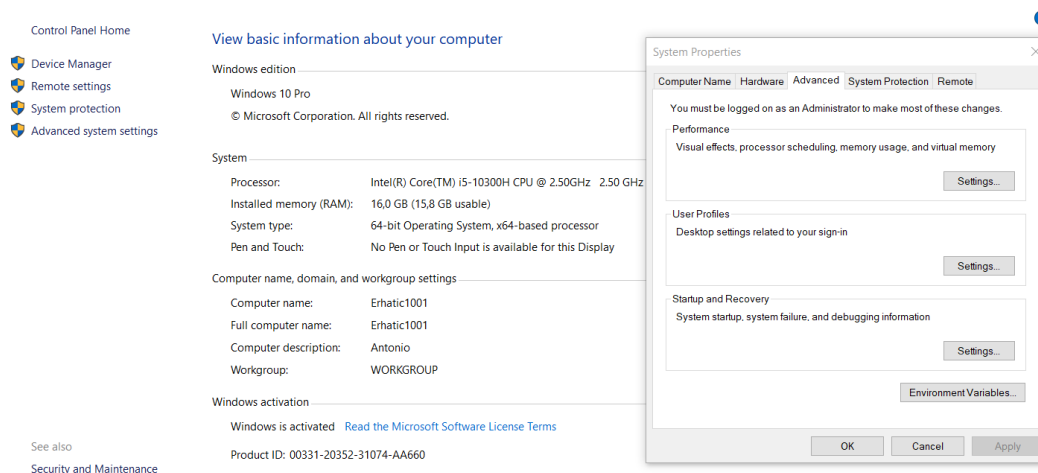 Control Panel Home
Device Manager
Remote settings
System protection
Advanced system settings
See also
Security and Maintenance
View basic information about your computer
Windows edition
Windows 10 Pro
© Microsoft Corporation. All rights reserved.
System
Processor: Intel(R) Core(TM) i5-10300H CPU @ 2.50GHz 2.50 GHz
Installed memory (RAM): 16,0 GB (15,8 GB usable)
System type: 64-bit Operating System, x64-based processor
Pen and Touch: No Pen or Touch Input is available for this Display
Computer name, domain, and workgroup settings
Computer name: Erhatic1001
Full computer name: Erhatic1001
Computer description: Antonio
Workgroup: WORKGROUP
Windows activation
Windows is activated Read the Microsoft Software License Terms
Product ID: 00331-20352-31074-AA660
System Properties
Computer Name Hardware Advanced System Protection Remote
You must be logged on as an Administrator to make most of these changes.
Performance
Visual effects, processor scheduling, memory usage, and virtual memory
Settings...
User Profiles
Desktop settings related to your sign-in
Settings...
Startup and Recovery
System startup, system failure, and debugging information
Settings...
Environment Variables...
OK Cancel Apply